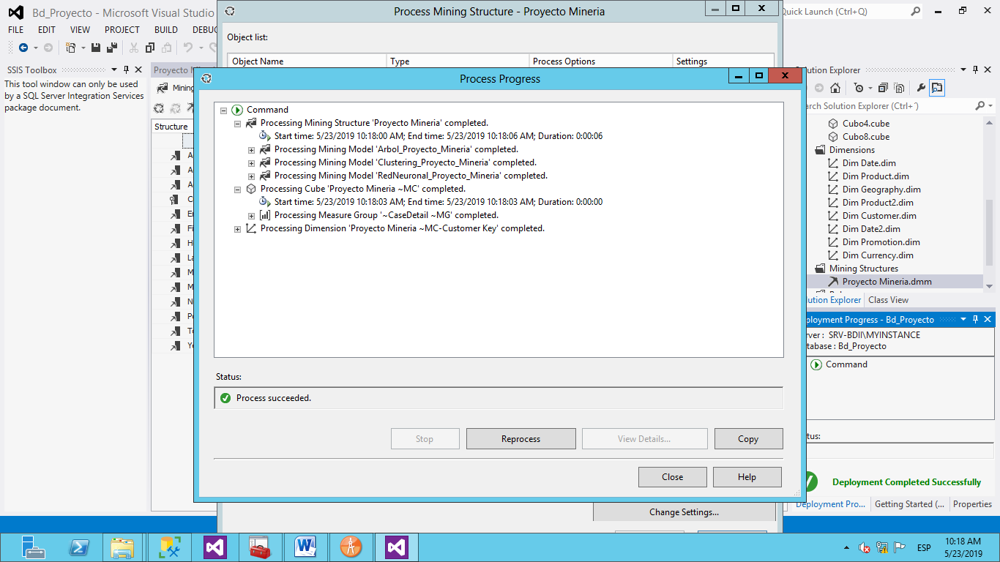 Bd_Proyecto - Microsoft Visual Studio
Process Mining Structure - Proyecto Mineria
Quick Launch (Ctrl+Q)
FILE EDIT VIEW PROJECT BUILD DEBU
Object list:
Object Name Type Process Options Settings
SSIS Toolbox
This tool window can only be used
by a SQL Server Integration Services
package document.
Proyecto Mi
Mining
Structure
Process Progress
Command
Processing Mining Structure 'Proyecto Mineria' completed.
Start time: 5/23/2019 10:18:00 AM; End time: 5/23/2019 10:18:06 AM; Duration: 0:00:06
Processing Mining Model 'Arbol_Proyecto_Mineria' completed.
Processing Mining Model 'Clustering_Proyecto_Mineria' completed.
Processing Mining Model 'RedNeuronal_Proyecto_Mineria' completed.
Processing Cube 'Proyecto Mineria ~MC' completed.
Start time: 5/23/2019 10:18:03 AM; End time: 5/23/2019 10:18:03 AM; Duration: 0:00:00
Processing Measure Group '~CaseDetail ~MG' completed.
Processing Dimension 'Proyecto Mineria ~MC-Customer Key' completed.
Status:
Process succeeded.
Stop Reprocess View Details... Copy
Close Help
Change Settings...
olution Explorer
arch Solution Explorer (Ctrl+´)
Cubo4.cube
Cubo8.cube
Dimensions
Dim Date.dim
Dim Product.dim
Dim Geography.dim
Dim Product2.dim
Dim Customer.dim
Dim Date2.dim
Dim Promotion.dim
Dim Currency.dim
Mining Structures
Proyecto Mineria.dmm
ution Explorer Class View
ployment Progress - Bd_Proyecto
rver : SRV-BDII\MYINSTANCE
tabase : Bd_Proyecto
Command
tus:
Deployment Completed Successfully
Deployment Pro... Getting Started (... Properties
ESP
10:18 AM
5/23/2019